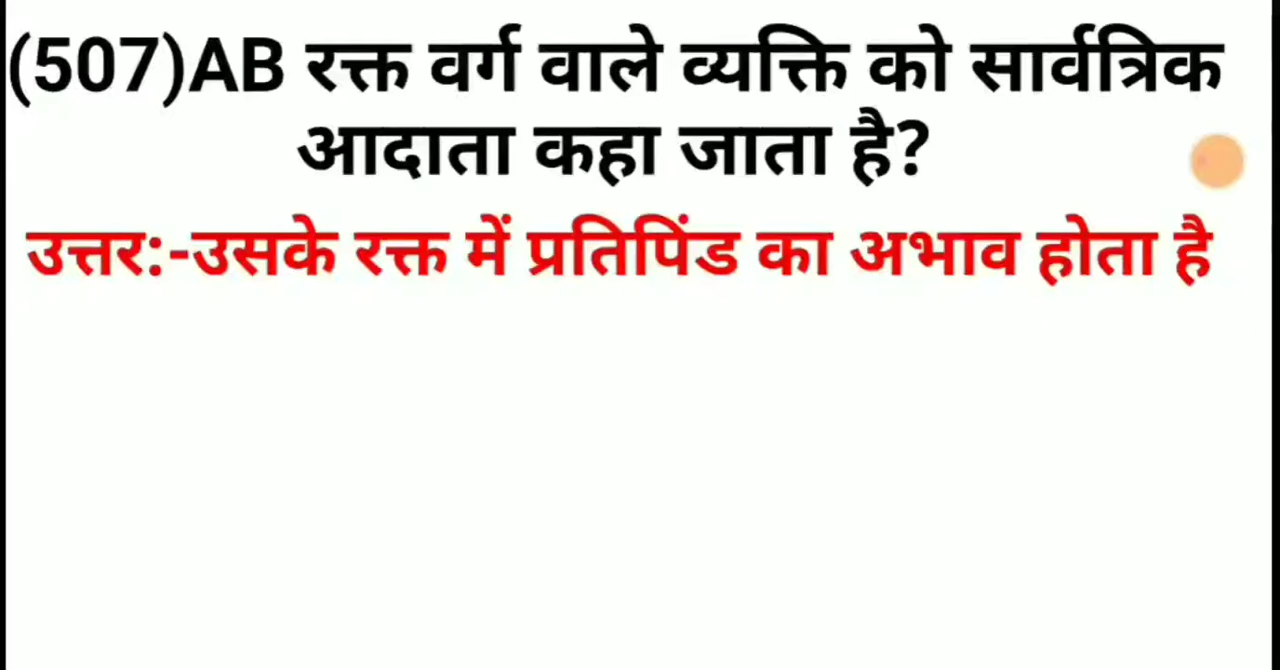 (507)AB रक्त वर्ग वाले व्यक्ति को सार्वत्रिक
आदाता कहा जाता है?
उत्तर:-उसके रक्त में प्रतिपिंड का अभाव होता है